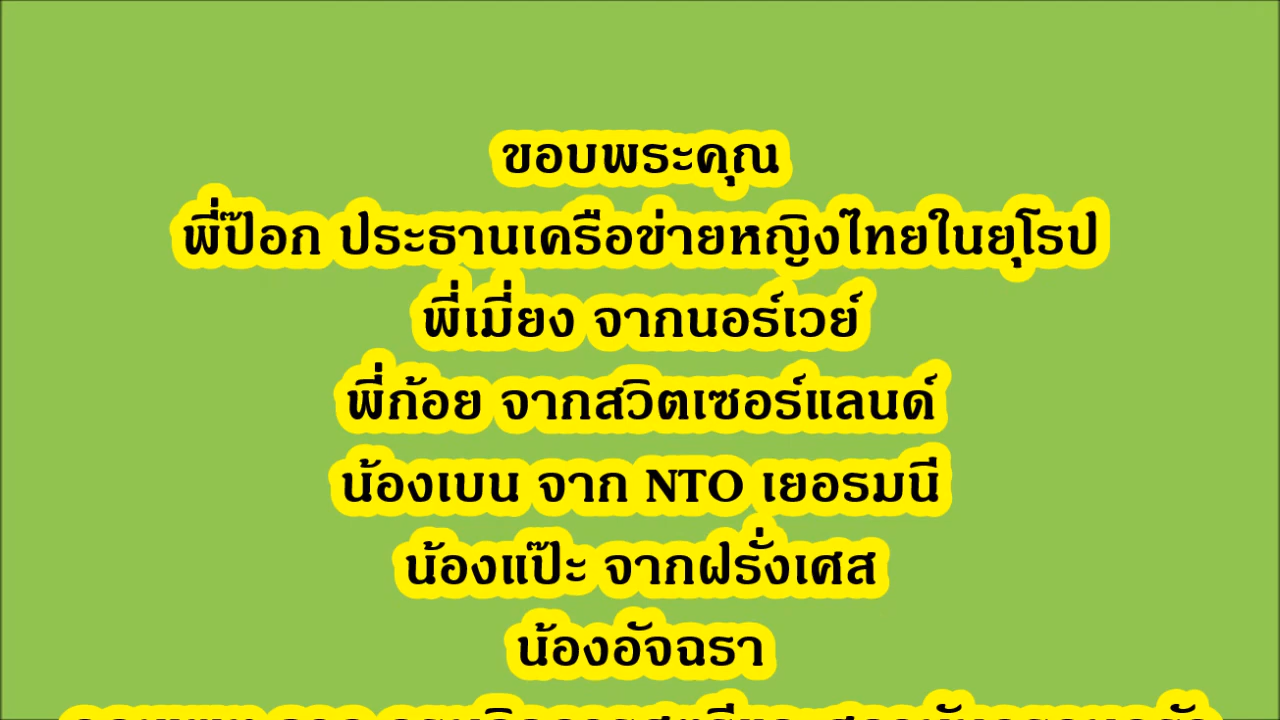 ขอบพระคุณ
พี่ป๊อก ประธานเครือข่ายหญิงไทยในยุโรป
พี่เมี่ยง จากนอร์เวย์
พี่ก้อย จากสวิตเซอร์แลนด์
น้องเบน จาก NTO เยอรมนี
น้องแป๊ะ จากฝรั่งเศส
น้องอัจฉรา